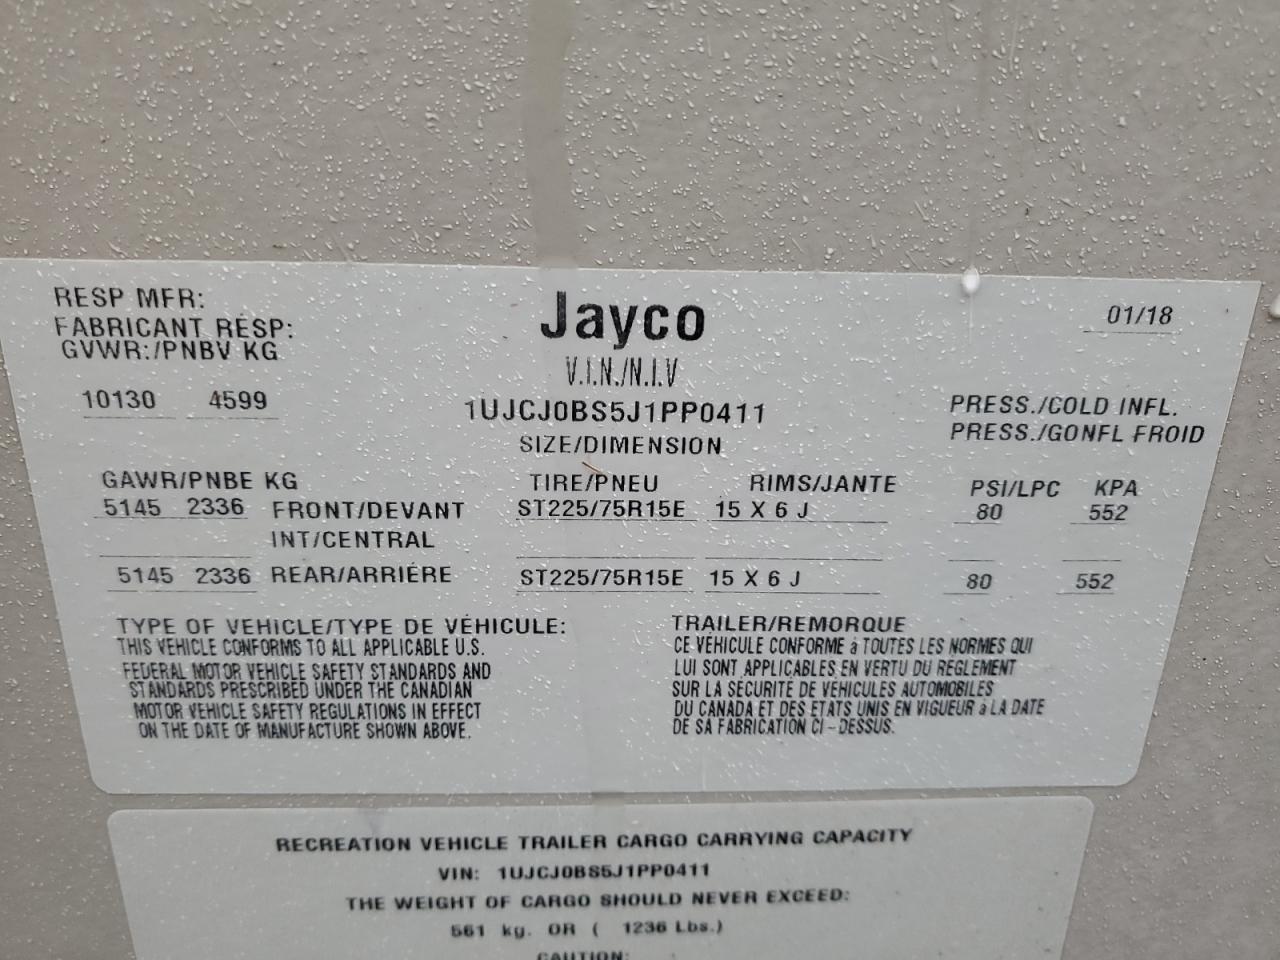 RESP MFR:
FABRICANT RÉSP:
GVWR:/PNBV KG
10130 4599
Jayco
V.I.N./N.I.V
1UJCJ0BS5J1PP0411
SIZE/DIMENSION
01/18
PRESS./COLD INFL.
PRESS./GONFL FROID
GAWR/PNBE KG TIRE/PNEU RIMS/JANTE PSI/LPC KPA
5145 2336 FRONT/DEVANT ST225/75R15E 15 X 6 J 80 552
INT/CENTRAL
5145 2336 REAR/ARRIÉRE ST225/75R15E 15 X 6 J 80 552
TYPE OF VEHICLE/TYPE DE VÉHICULE: TRAILER/REMORQUE
THIS VEHICLE CONFORMS TO ALL APPLICABLE U.S.
FEDERAL MOTOR VEHICLE SAFETY STANDARDS AND
STANDARDS PRESCRIBED UNDER THE CANADIAN
MOTOR VEHICLE SAFETY REGULATIONS IN EFFECT
ON THE DATE OF MANUFACTURE SHOWN ABOVE.
CE VÉHICULE CONFORME à TOUTES LES NORMES QUI
LUI SONT APPLICABLES EN VERTU DU RÉGLEMENT
SUR LA SÉCURITÉ DE VÉHICULES AUTOMOBILES
DU CANADA ET DES ÉTATS UNIS EN VIGUEUR à LA DATE
DE SA FABRICATION CI-DESSUS.
RECREATION VEHICLE TRAILER CARGO CARRYING CAPACITY
VIN: 1UJCJ0BS5J1PP0411
THE WEIGHT OF CARGO SHOULD NEVER EXCEED:
561 kg. OR ( 1236 Lbs.)
CAUTION: